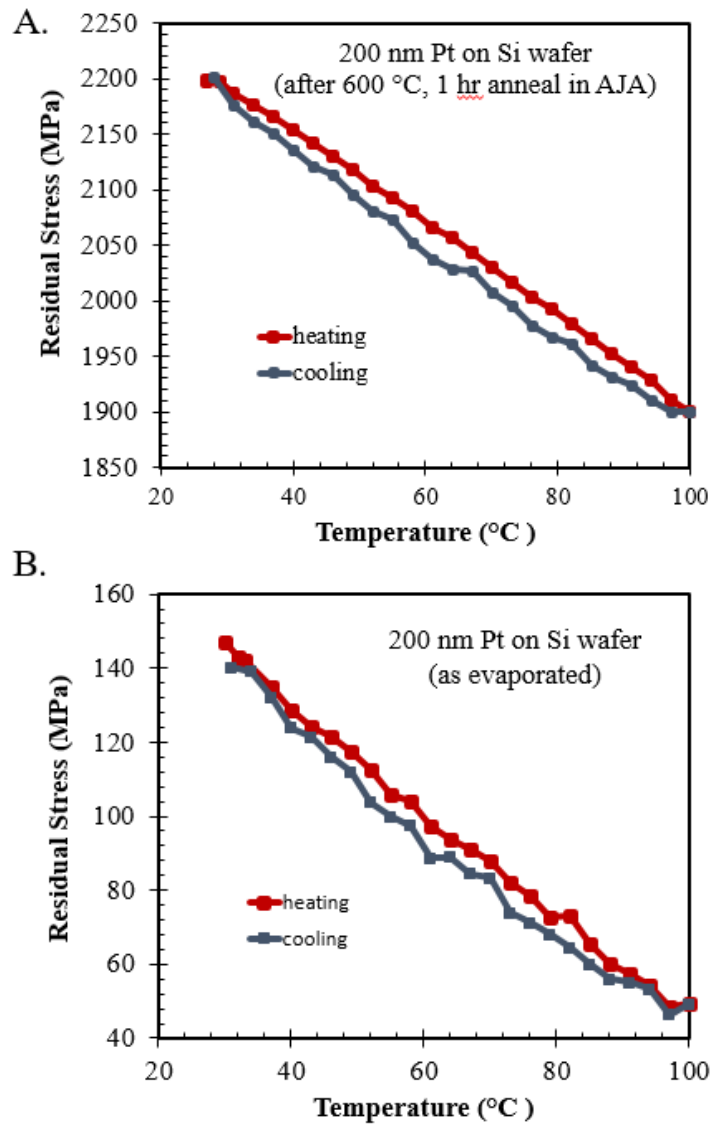 A.
200 nm Pt on Si wafer
(after 600 °C, 1 hr anneal in AJA)
2250
2200
2150
2100
2050
2000
1950
1900
1850
Residual Stress (MPa)
heating
cooling
20
40
60
80
100
Temperature (°C )
B.
200 nm Pt on Si wafer
(as evaporated)
160
140
120
100
80
60
40
Residual Stress (MPa)
heating
cooling
20
40
60
80
100
Temperature (°C )